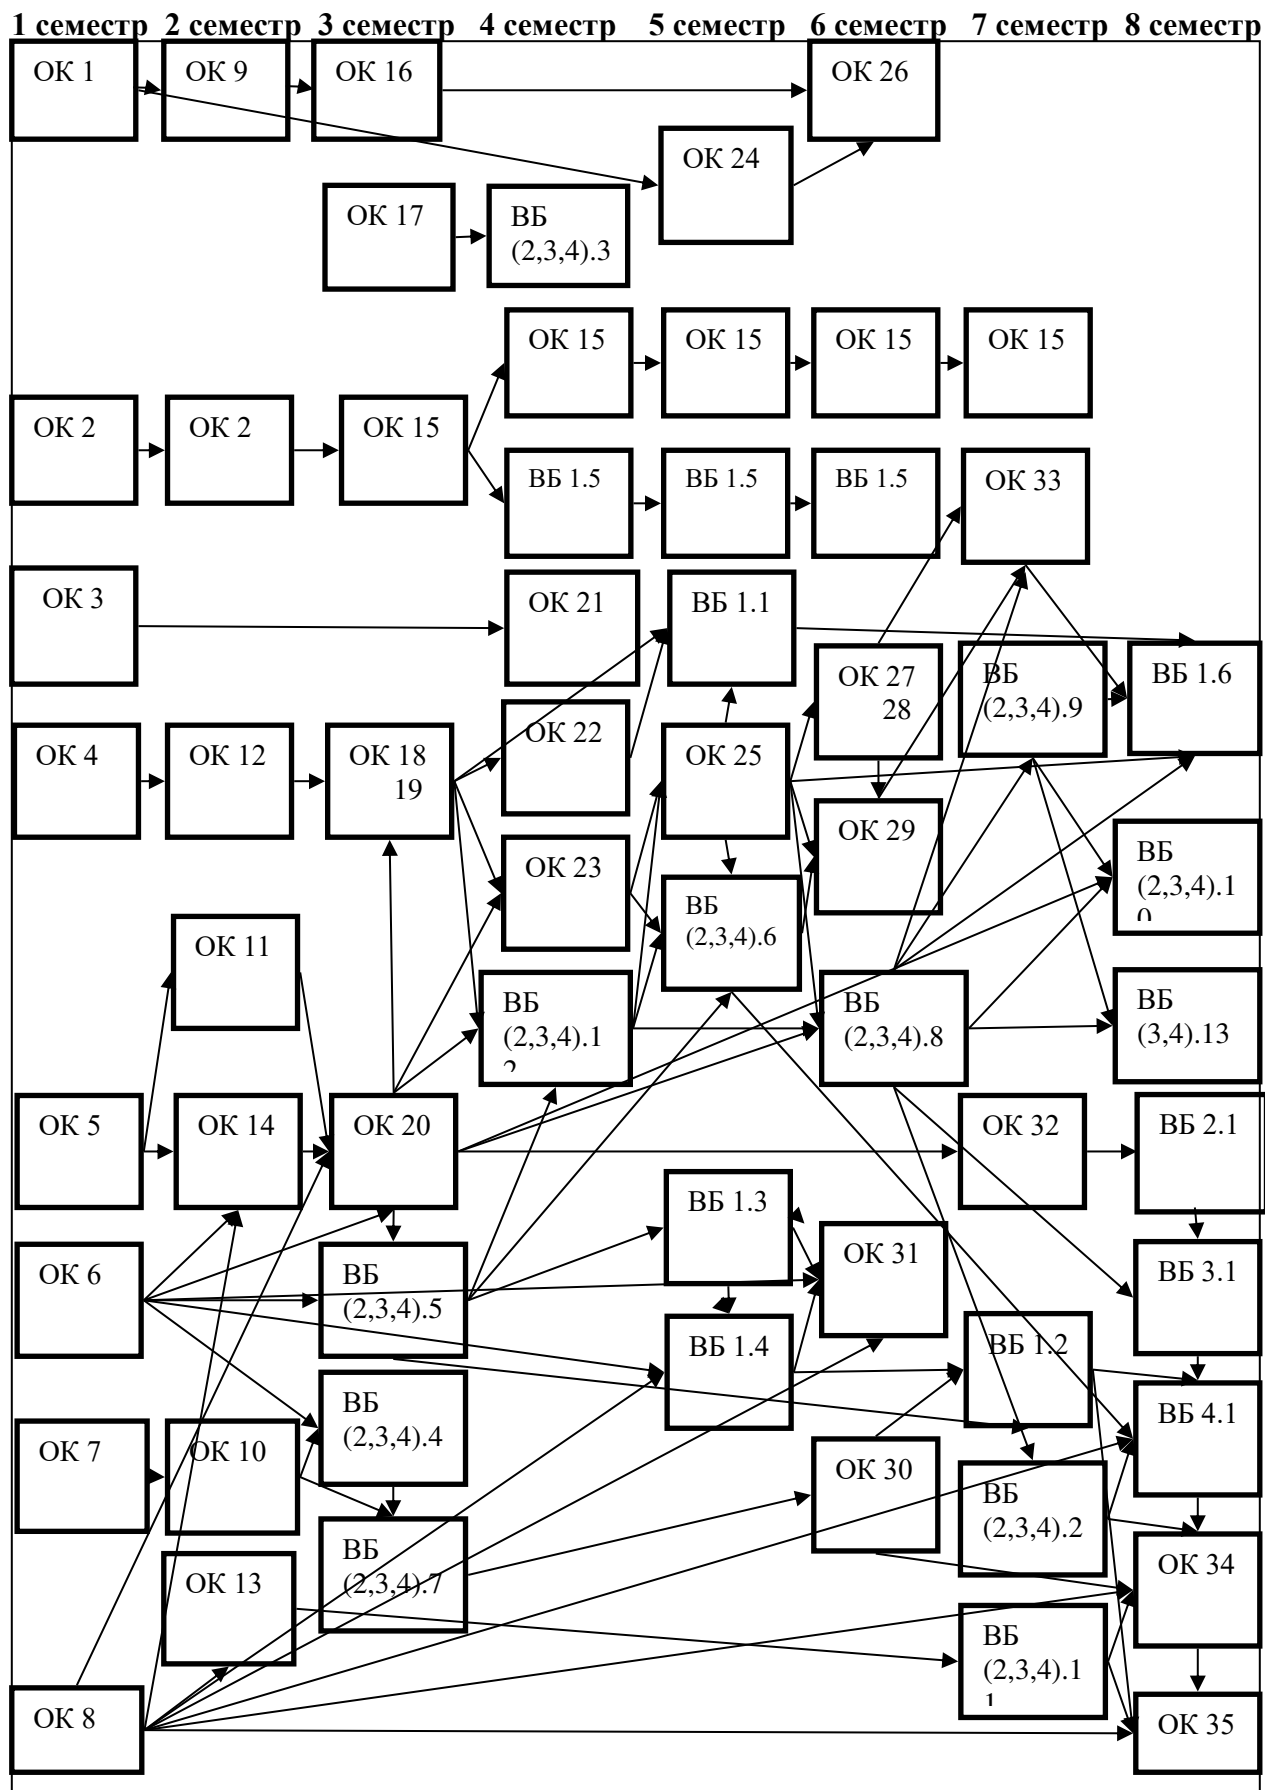 1 семестр 2 семестр 3 семестр 4 семестр 5 семестр 6 семестр 7 семестр 8 семестр
ОК 1
ОК 9
ОК 16
ОК 26
ОК 24
ОК 17
ВБ
(2,3,4).3
ОК 15
ОК 15
ОК 15
ОК 15
ОК 2
ОК 2
ОК 15
ВБ 1.5
ВБ 1.5
ВБ 1.5
ОК 33
ОК 3
ОК 21
ВБ 1.1
ОК 27
28
ВБ
(2,3,4).9
ВБ 1.6
ОК 4
ОК 12
ОК 18
19
ОК 22
ОК 25
ОК 23
ОК 29
ВБ
(2,3,4).1
0
ВБ
(2,3,4).6
ОК 11
ВБ
(2,3,4).1
2
ВБ
(2,3,4).8
ВБ
(3,4).13
ОК 5
ОК 14
ОК 20
ОК 32
ВБ 2.1
ВБ 1.3
ОК 6
ВБ
(2,3,4).5
ОК 31
ВБ 3.1
ВБ 1.4
ВБ 1.2
ВБ
(2,3,4).4
ВБ 4.1
ОК 7
ОК 10
ОК 30
ВБ
(2,3,4).2
ВБ
(2,3,4).7
ОК 13
ОК 34
ВБ
(2,3,4).1
1
ОК 8
ОК 35